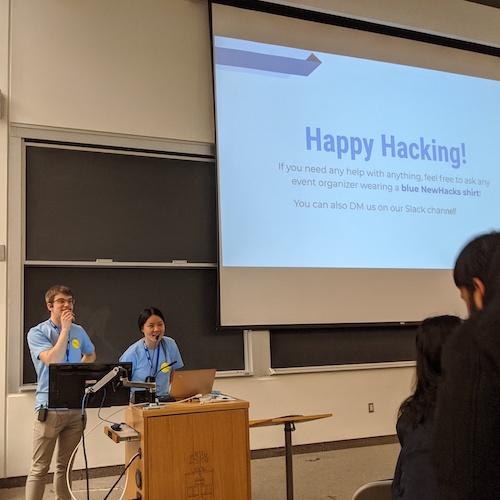 Happy Hacking!
If you need any help with anything, feel free to ask any
event organizer wearing a blue NewHacks shirt!
You can also DM us on our Slack channel!